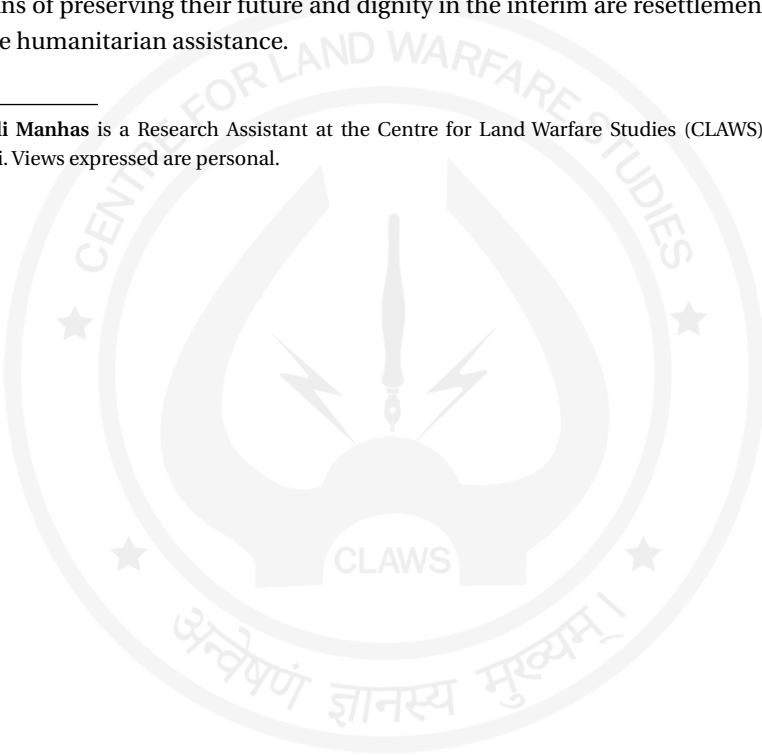 ns of preserving their future and dignity in the interim are resettlemen
e humanitarian assistance.
li Manhas is a Research Assistant at the Centre for Land Warfare Studies (CLAWS)
i. Views expressed are personal.
CENTRE FOR LAND WARFARE STUDIES
CLAWS
अन्वेषणं ज्ञानस्य मुख्यम्।